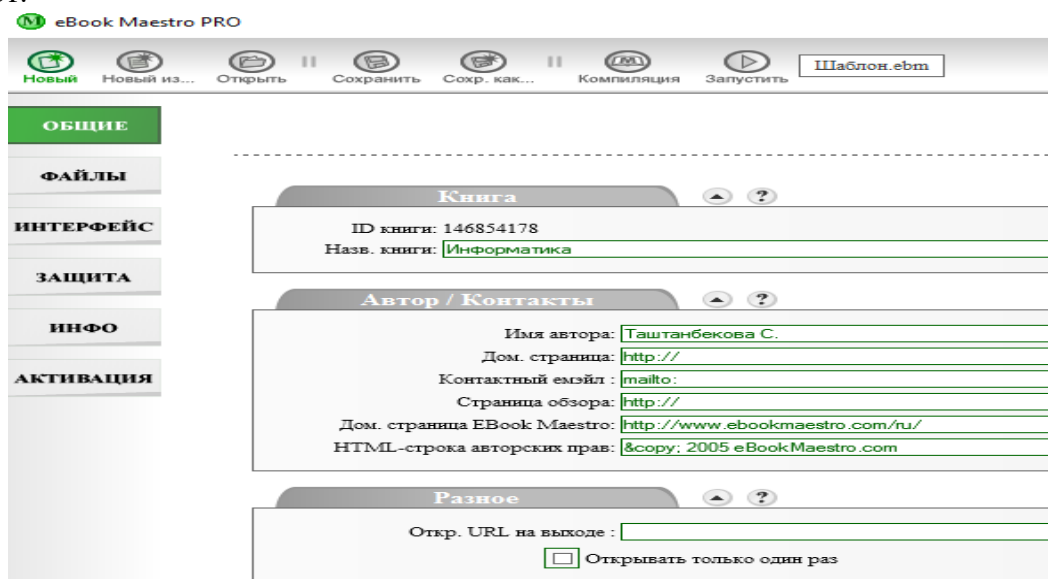 от.
eBook Maestro PRO
Новый Новый из... Открыть Сохранить Сохр. как... Компиляция Запустить Шаблон.ebm
ОБЩИЕ
ФАЙЛЫ
ИНТЕРФЕЙС
ЗАЩИТА
ИНФО
АКТИВАЦИЯ
Книга
ID книги: 146854178
Назв. книги: Информатика
Автор / Контакты
Имя автора: Таштанбекова С.
Дом. страница: http://
Контактный емэйл : mailto:
Страница обзора: http://
Дом. страница EBook Maestro: http://www.ebookmaestro.com/ru/
HTML-строка авторских прав: &copy; 2005 eBookMaestro.com
Разное
Откр. URL на выходе :
Открывать только один раз